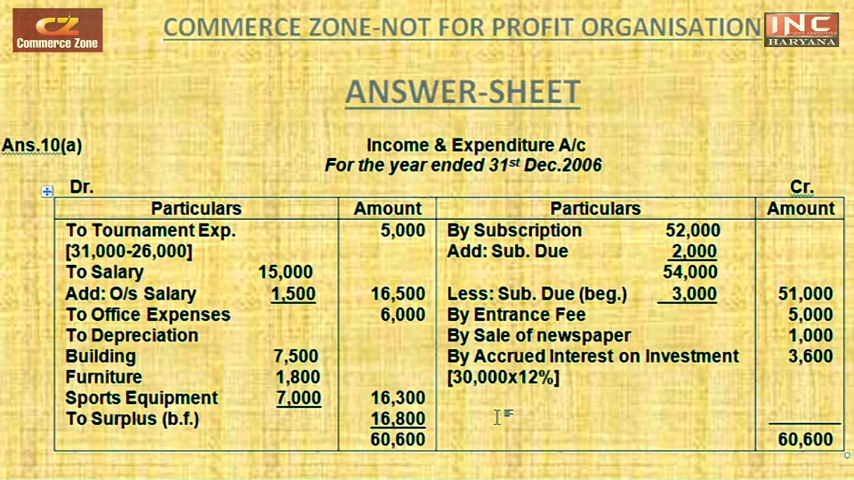 CZ
Commerce Zone
COMMERCE ZONE-NOT FOR PROFIT ORGANISATION
INC
HARYANA
ANSWER-SHEET
Ans.10(a)
Income & Expenditure A/c
For the year ended 31st Dec.2006
Dr. Cr.
Particulars Amount Particulars Amount
To Tournament Exp. 5,000 By Subscription 52,000
[31,000-26,000] Add: Sub. Due 2,000
To Salary 15,000 54,000
Add: O/s Salary 1,500 16,500 Less: Sub. Due (beg.) 3,000 51,000
To Office Expenses 6,000 By Entrance Fee 5,000
To Depreciation By Sale of newspaper 1,000
Building 7,500 By Accrued Interest on Investment 3,600
Furniture 1,800 [30,000x12%]
Sports Equipment 7,000 16,300
To Surplus (b.f.) 16,800
60,600 60,600